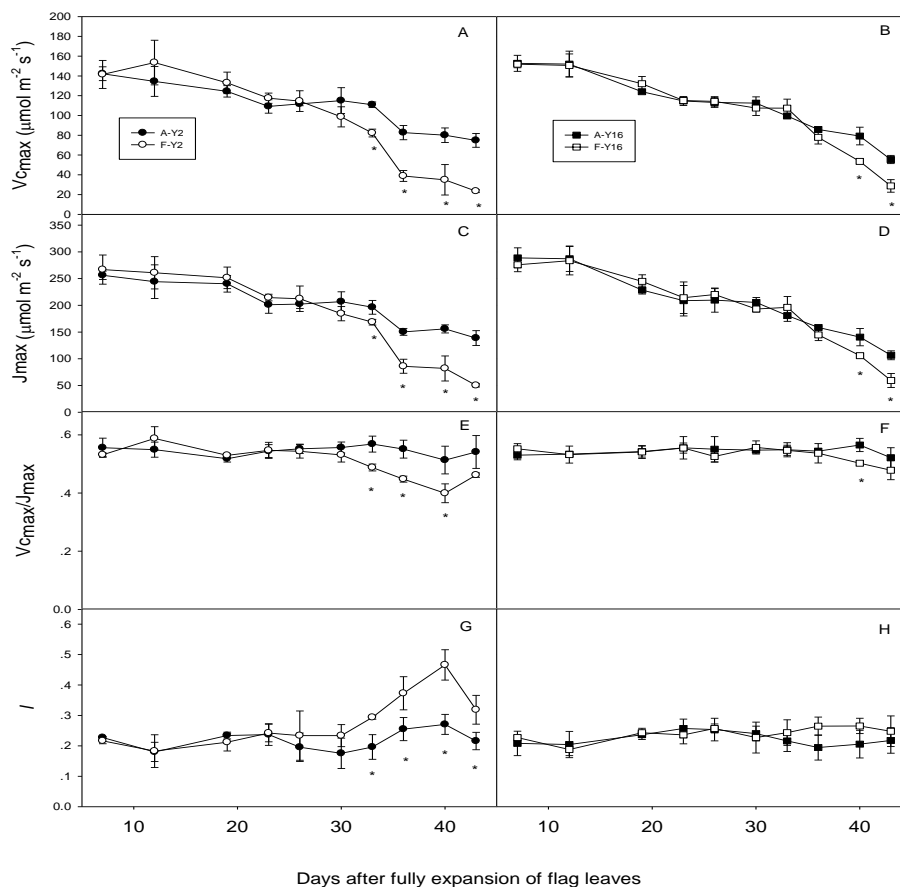 200
180
160
140
120
100
80
60
40
20
0
Vcmax (μmol m-2 s-1)
A
A-Y2
F-Y2
*
*
*
*
B
A-Y16
F-Y16
*
*
350
300
250
200
150
100
50
0
Jmax (μmol m-2 s-1)
C
*
*
*
*
D
*
*
.6
.4
.2
0.0
Vcmax/Jmax
E
*
*
*
F
*
.6
.5
.4
.3
.2
.1
0.0
l
G
*
*
*
*
H
10 20 30 40 10 20 30 40
Days after fully expansion of flag leaves